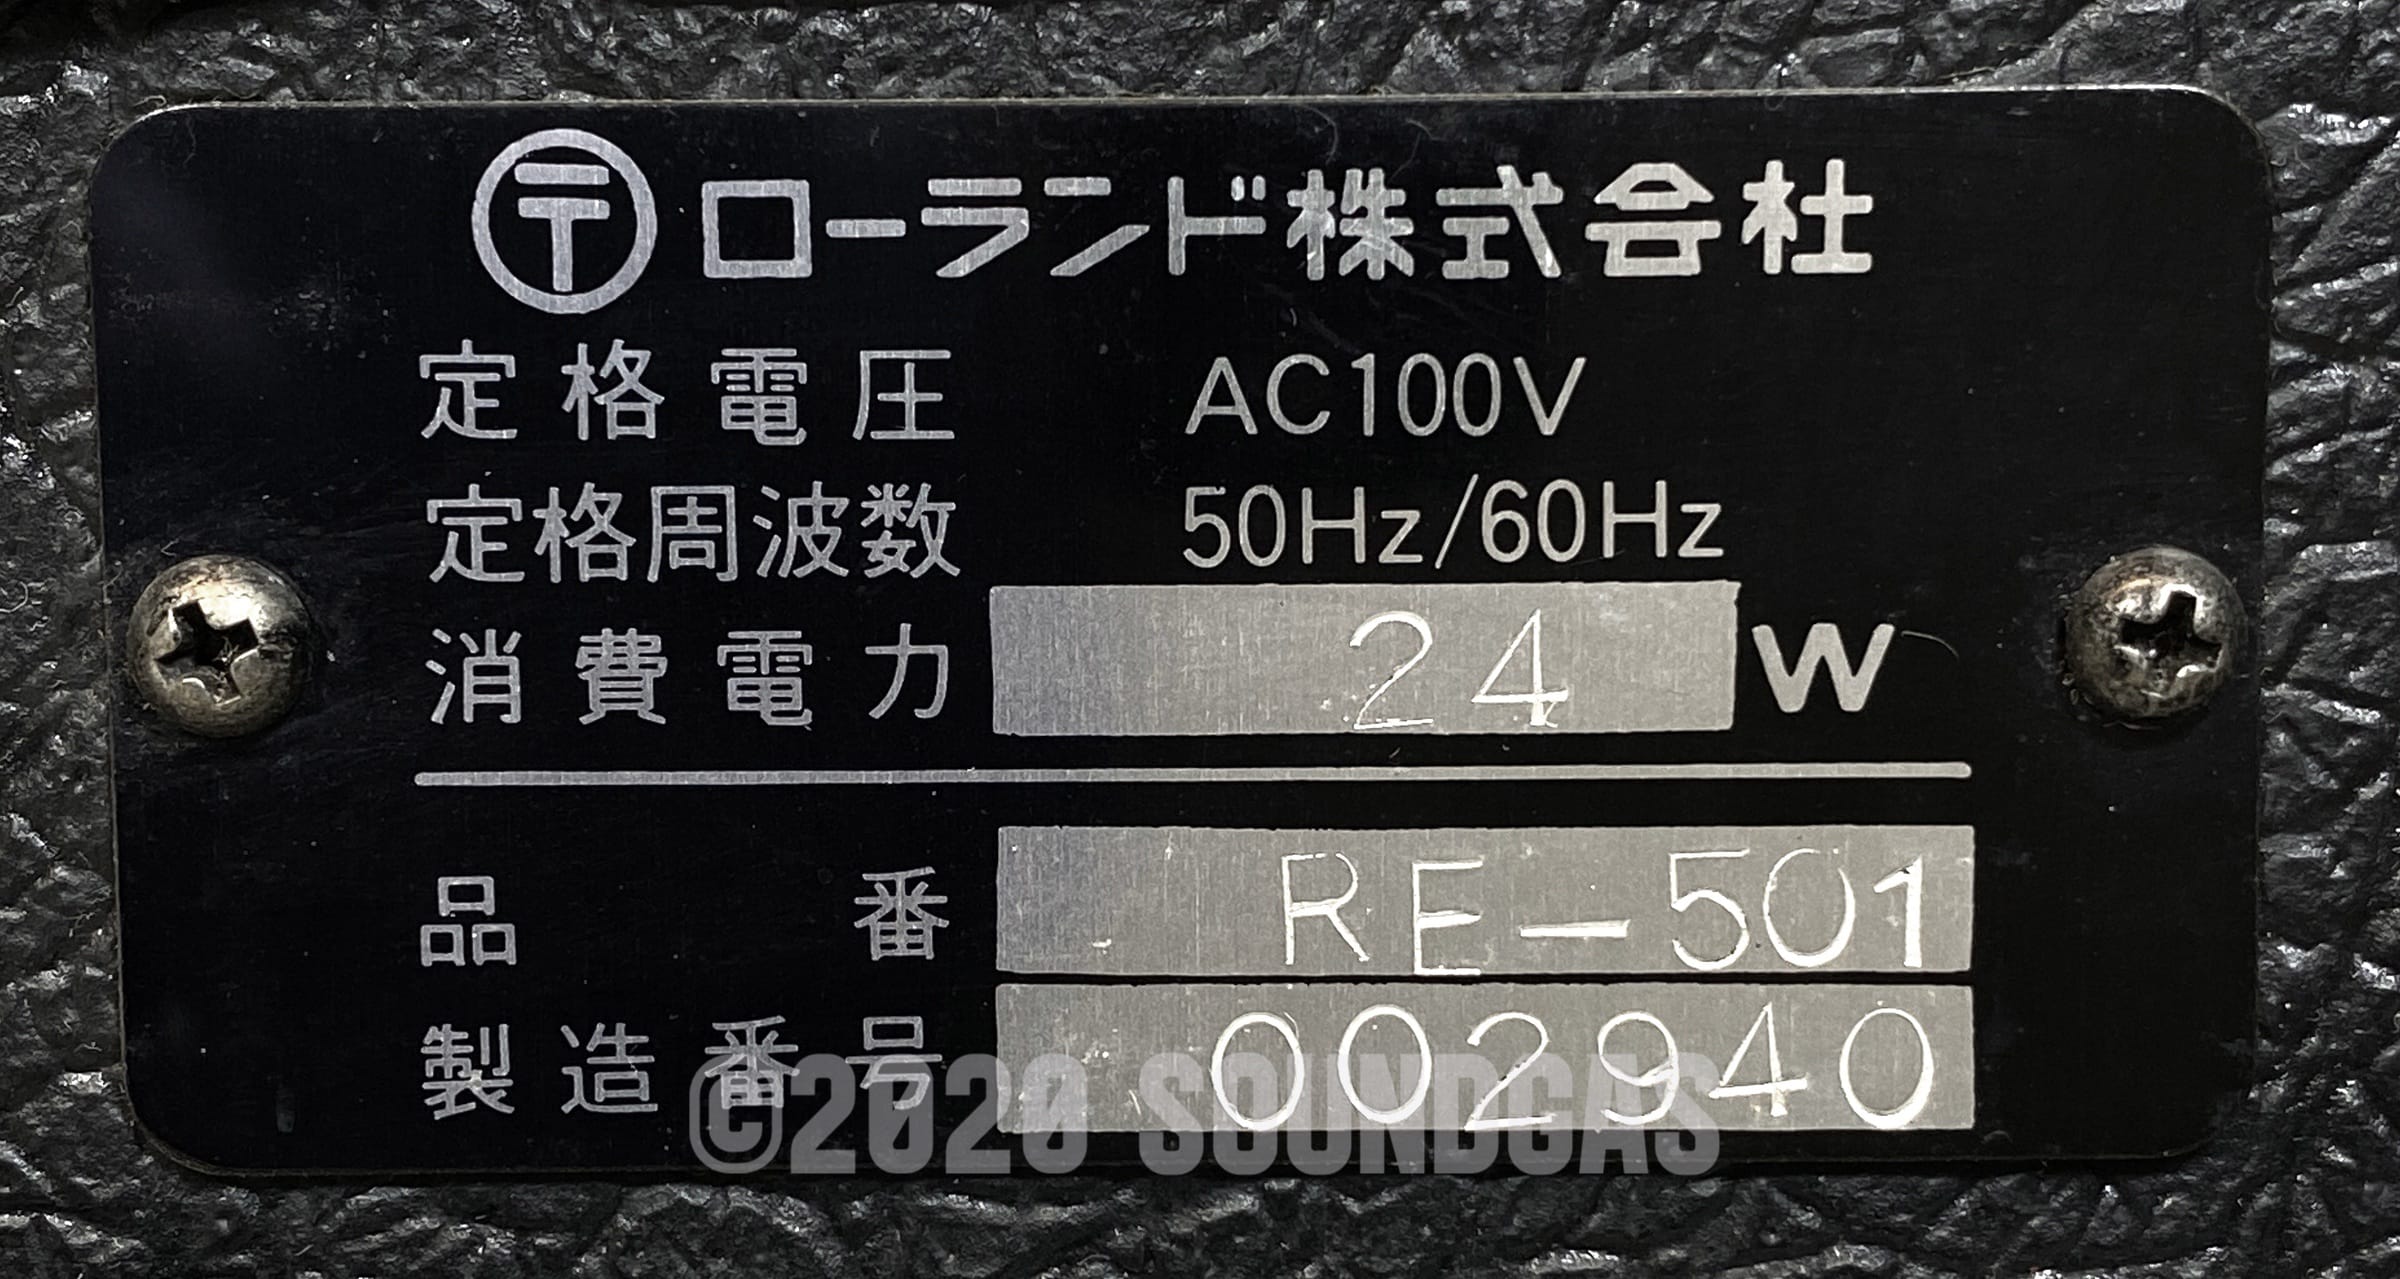 〒ローランド株式会社
定格電圧 AC100V
定格周波数 50Hz/60Hz
消費電力 24 W
品番 RE-501
製造番号 002940
©2020 SOUNDGAS